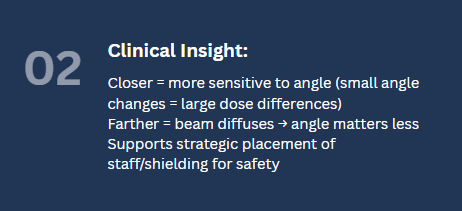 02
Clinical Insight:
Closer = more sensitive to angle (small angle
changes = large dose differences)
Farther = beam diffuses → angle matters less
Supports strategic placement of
staff/shielding for safety